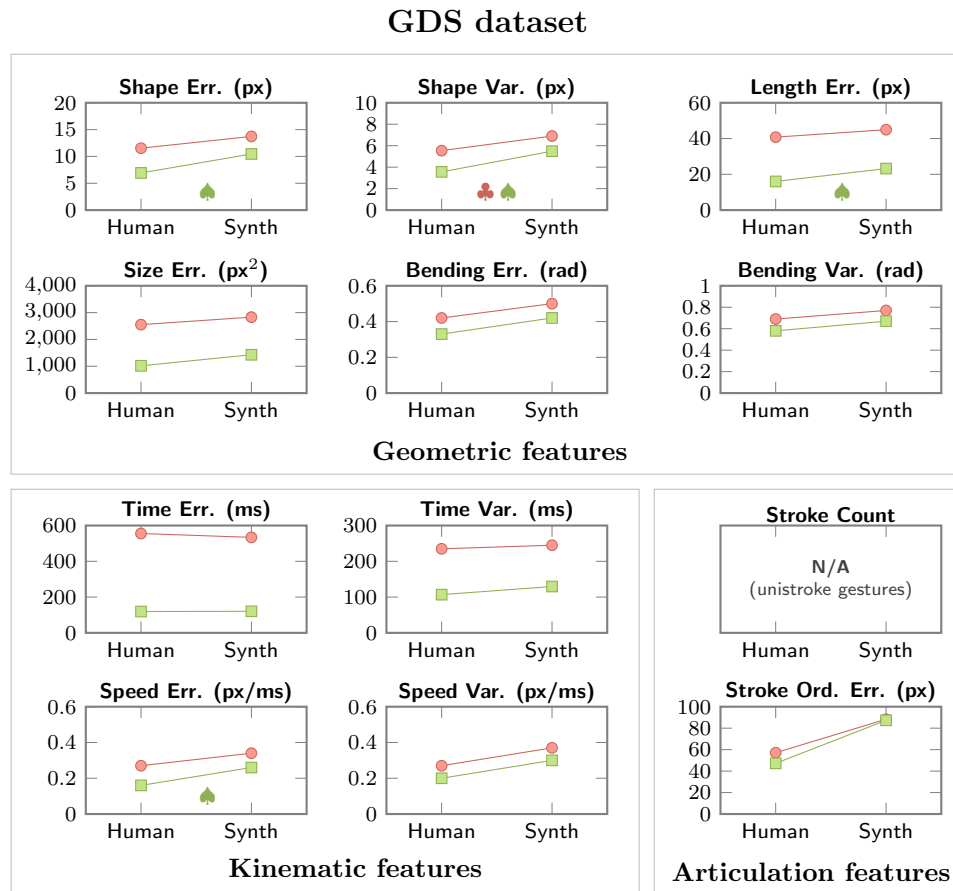 GDS dataset
Shape Err. (px)
20
15
10
5
0
Human Synth
Shape Var. (px)
10
8
6
4
2
0
Human Synth
Length Err. (px)
60
40
20
0
Human Synth
Size Err. (px²)
4,000
3,000
2,000
1,000
0
Human Synth
Bending Err. (rad)
0.6
0.4
0.2
0
Human Synth
Bending Var. (rad)
1
0.8
0.6
0.4
0.2
0
Human Synth
Geometric features
Time Err. (ms)
600
400
200
0
Human Synth
Time Var. (ms)
300
200
100
0
Human Synth
Speed Err. (px/ms)
0.6
0.4
0.2
0
Human Synth
Speed Var. (px/ms)
0.6
0.4
0.2
0
Human Synth
Kinematic features
Stroke Count
N/A
(unistroke gestures)
Human Synth
Stroke Ord. Err. (px)
100
80
60
40
20
0
Human Synth
Articulation features